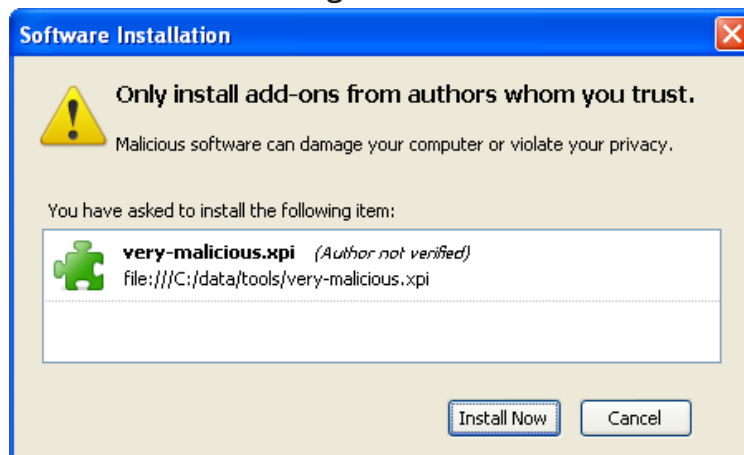 Software Installation
Only install add-ons from authors whom you trust.
Malicious software can damage your computer or violate your privacy.
You have asked to install the following item:
very-malicious.xpi (Author not verified)
file:///C:/data/tools/very-malicious.xpi
Install Now Cancel